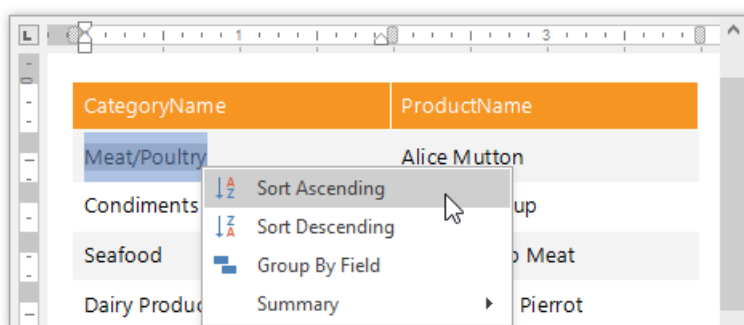 L 1 3
CategoryName ProductName
Meat/Poultry Alice Mutton
Sort Ascending
Condiments up
Sort Descending
Seafood Meat
Group By Field
Dairy Produc Pierrot
Summary